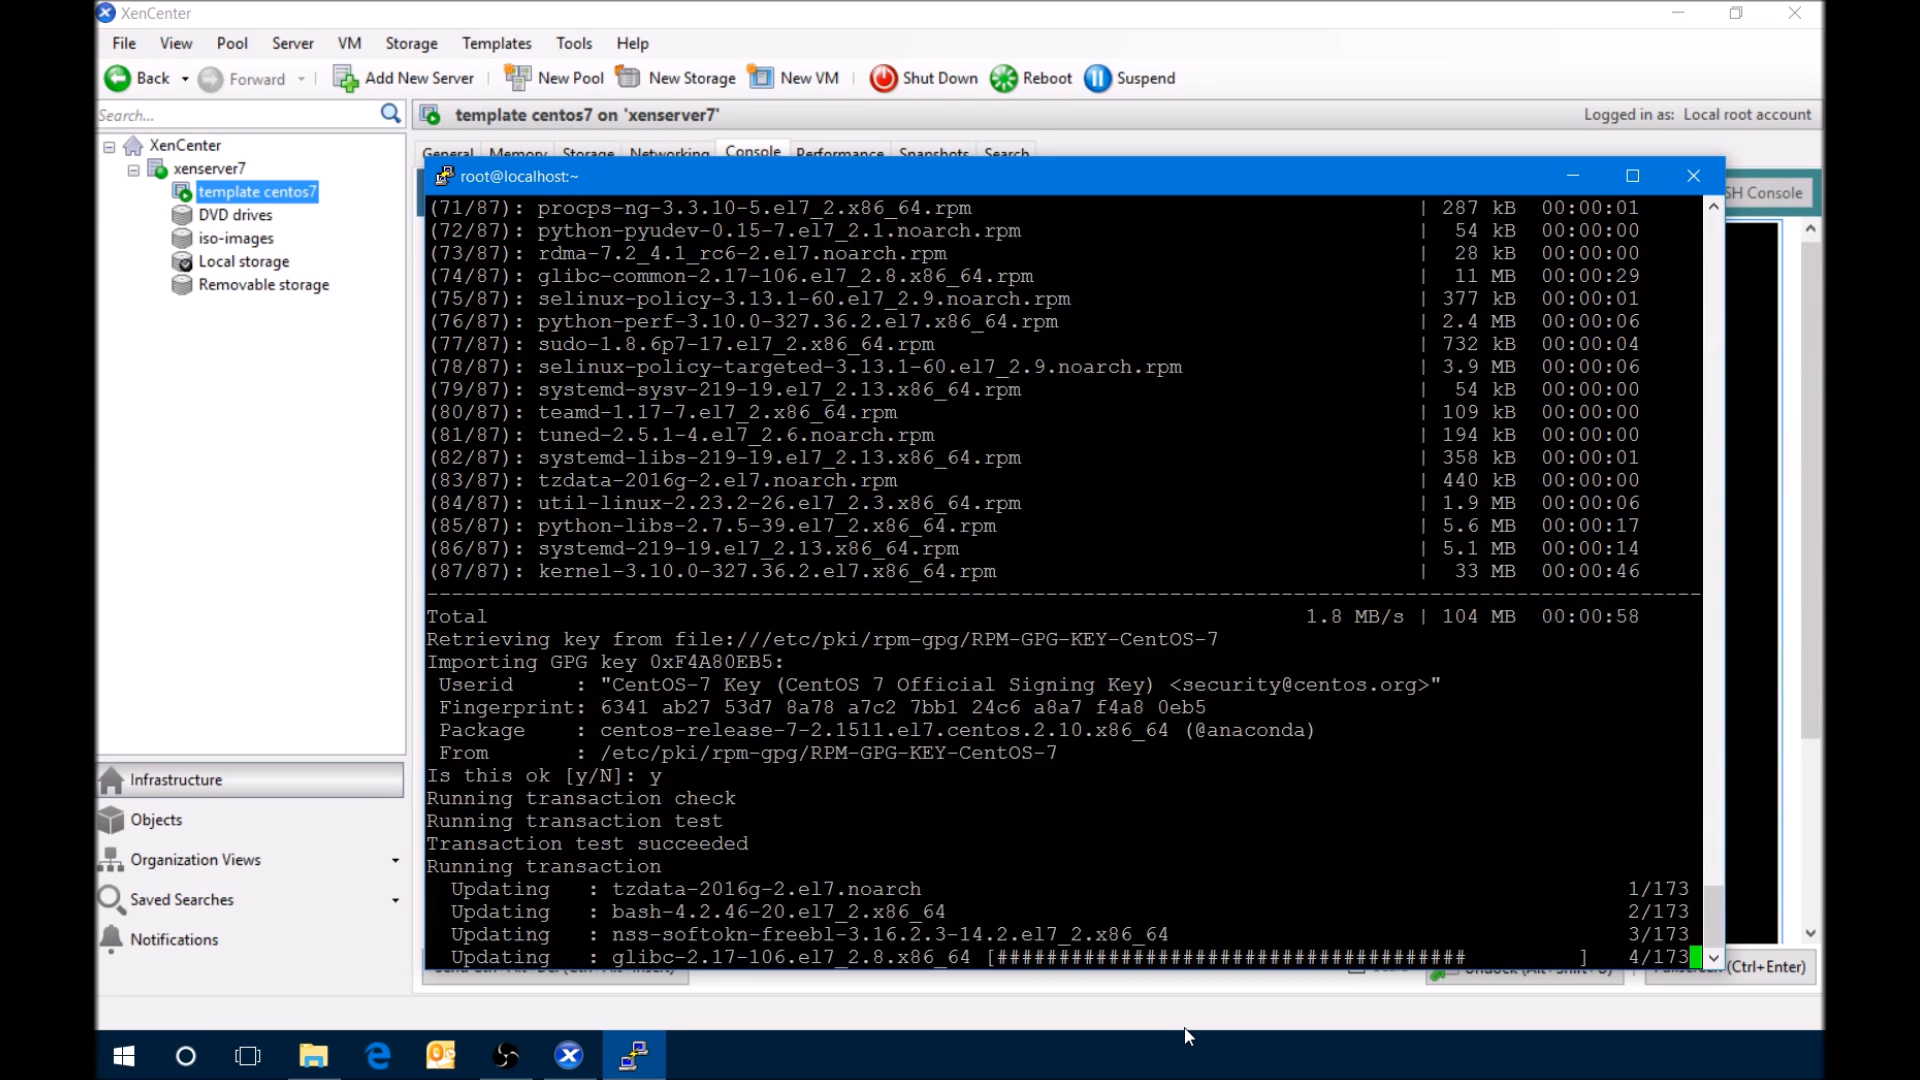 XenCenter
File View Pool Server VM Storage Templates Tools Help
Back Forward Add New Server New Pool New Storage New VM Shut Down Reboot Suspend
Search...
template centos7 on 'xenserver7'
Logged in as: Local root account
XenCenter
xenserver7
template centos7
DVD drives
iso-images
Local storage
Removable storage
General Memory Storage Networking Console Performance Snapshots Search
root@localhost:~
SH Console
(71/87): procps-ng-3.3.10-5.el7_2.x86_64.rpm | 287 kB 00:00:01
(72/87): python-pyudev-0.15-7.el7_2.1.noarch.rpm | 54 kB 00:00:00
(73/87): rdma-7.2_4.1_rc6-2.el7.noarch.rpm | 28 kB 00:00:00
(74/87): glibc-common-2.17-106.el7_2.8.x86_64.rpm | 11 MB 00:00:29
(75/87): selinux-policy-3.13.1-60.el7_2.9.noarch.rpm | 377 kB 00:00:01
(76/87): python-perf-3.10.0-327.36.2.el7.x86_64.rpm | 2.4 MB 00:00:06
(77/87): sudo-1.8.6p7-17.el7_2.x86_64.rpm | 732 kB 00:00:04
(78/87): selinux-policy-targeted-3.13.1-60.el7_2.9.noarch.rpm | 3.9 MB 00:00:06
(79/87): systemd-sysv-219-19.el7_2.13.x86_64.rpm | 54 kB 00:00:00
(80/87): teamd-1.17-7.el7_2.x86_64.rpm | 109 kB 00:00:00
(81/87): tuned-2.5.1-4.el7_2.6.noarch.rpm | 194 kB 00:00:00
(82/87): systemd-libs-219-19.el7_2.13.x86_64.rpm | 358 kB 00:00:01
(83/87): tzdata-2016g-2.el7.noarch.rpm | 440 kB 00:00:00
(84/87): util-linux-2.23.2-26.el7_2.3.x86_64.rpm | 1.9 MB 00:00:06
(85/87): python-libs-2.7.5-39.el7_2.x86_64.rpm | 5.6 MB 00:00:17
(86/87): systemd-219-19.el7_2.13.x86_64.rpm | 5.1 MB 00:00:14
(87/87): kernel-3.10.0-327.36.2.el7.x86_64.rpm | 33 MB 00:00:46
--------------------------------------------------------------------------------
Total 1.8 MB/s | 104 MB 00:00:58
Retrieving key from file:///etc/pki/rpm-gpg/RPM-GPG-KEY-CentOS-7
Importing GPG key 0xF4A80EB5:
Userid : "CentOS-7 Key (CentOS 7 Official Signing Key) <security@centos.org>"
Fingerprint: 6341 ab27 53d7 8a78 a7c2 7bb1 24c6 a8a7 f4a8 0eb5
Package : centos-release-7-2.1511.el7.centos.2.10.x86_64 (@anaconda)
From : /etc/pki/rpm-gpg/RPM-GPG-KEY-CentOS-7
Is this ok [y/N]: y
Running transaction check
Running transaction test
Transaction test succeeded
Running transaction
Updating : tzdata-2016g-2.el7.noarch 1/173
Updating : bash-4.2.46-20.el7_2.x86_64 2/173
Updating : nss-softokn-freebl-3.16.2.3-14.2.el7_2.x86_64 3/173
Updating : glibc-2.17-106.el7_2.8.x86_64 [###################################### ] 4/173
(Ctrl+Enter)
Infrastructure
Objects
Organization Views
Saved Searches
Notifications